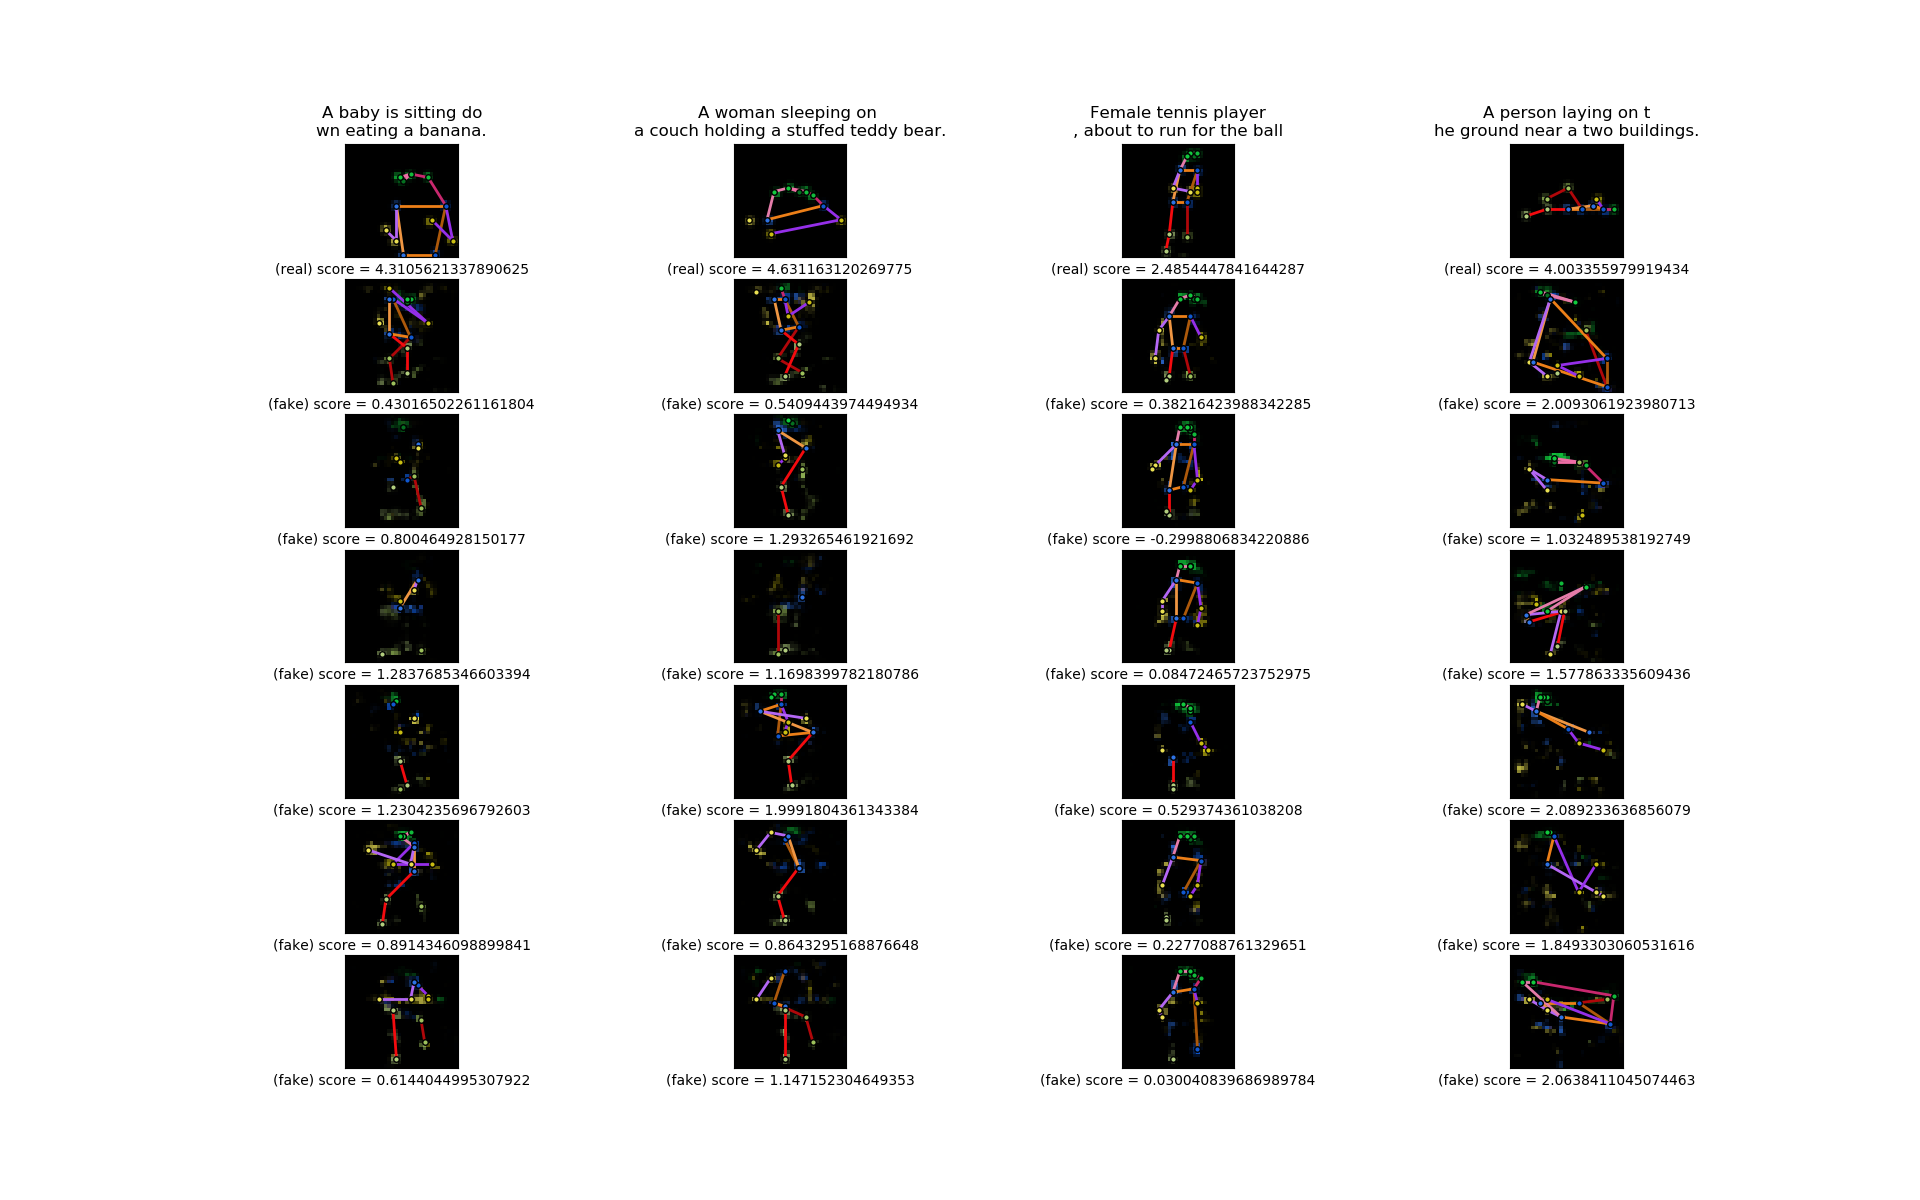 A baby is sitting do
wn eating a banana.
A woman sleeping on
a couch holding a stuffed teddy bear.
Female tennis player
, about to run for the ball
A person laying on t
he ground near a two buildings.
(real) score = 4.3105621337890625
(real) score = 4.631163120269775
(real) score = 2.4854447841644287
(real) score = 4.003355979919434
(fake) score = 0.43016502261161804
(fake) score = 0.5409443974494934
(fake) score = 0.38216423988342285
(fake) score = 2.0093061923980713
(fake) score = 0.800464928150177
(fake) score = 1.293265461921692
(fake) score = -0.2998806834220886
(fake) score = 1.032489538192749
(fake) score = 1.2837685346603394
(fake) score = 1.1698399782180786
(fake) score = 0.08472465723752975
(fake) score = 1.577863335609436
(fake) score = 1.2304235696792603
(fake) score = 1.9991804361343384
(fake) score = 0.529374361038208
(fake) score = 2.089233636856079
(fake) score = 0.8914346098899841
(fake) score = 0.8643295168876648
(fake) score = 0.2277088761329651
(fake) score = 1.8493303060531616
(fake) score = 0.6144044995307922
(fake) score = 1.147152304649353
(fake) score = 0.030040839686989784
(fake) score = 2.0638411045074463